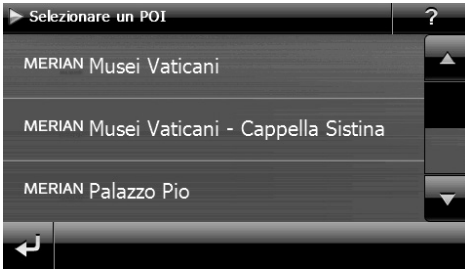 Selezionare un POI ?
MERIAN Musei Vaticani
MERIAN Musei Vaticani - Cappella Sistina
MERIAN Palazzo Pio